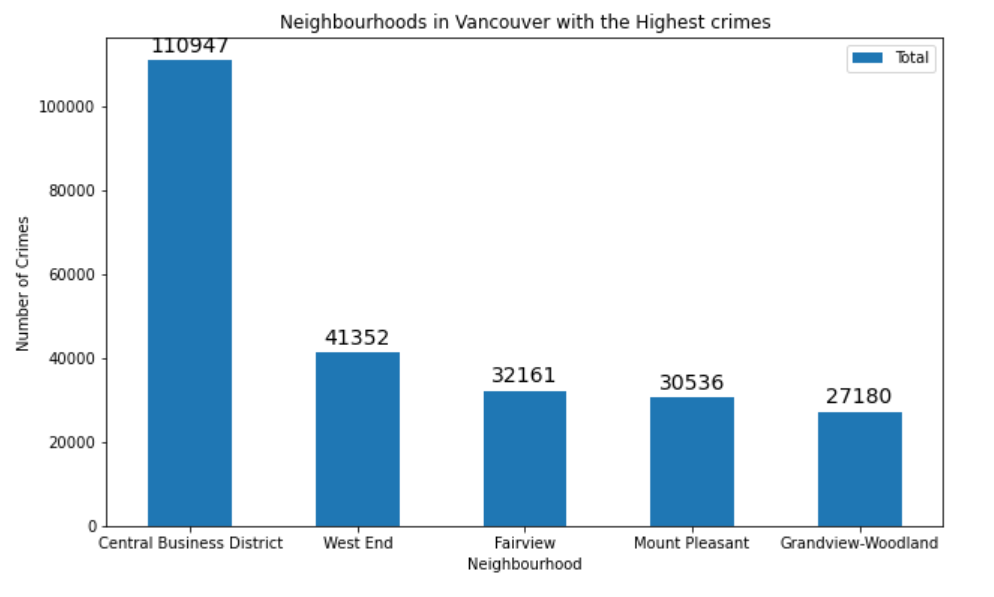 Neighbourhoods in Vancouver with the Highest crimes
110947
Total
100000
80000
60000
Number of Crimes
41352
40000
32161
30536
27180
20000
0
Central Business District West End Fairview Mount Pleasant Grandview-Woodland
Neighbourhood